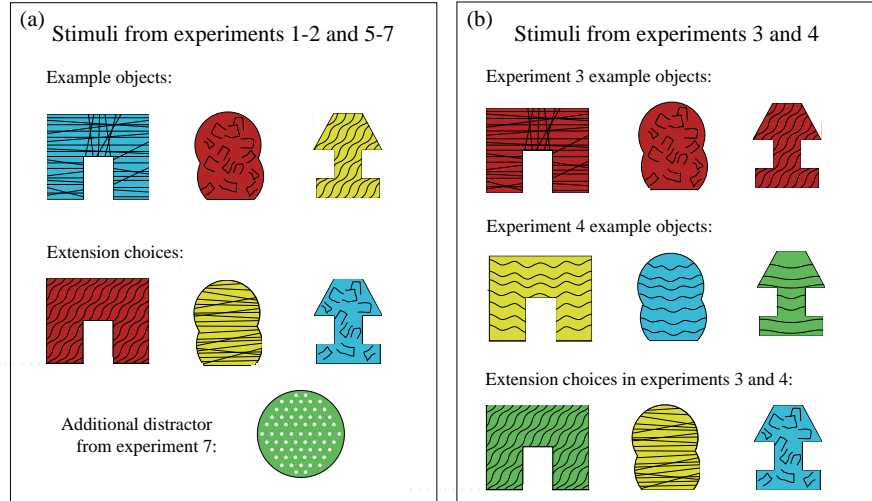 (a)
Stimuli from experiments 1-2 and 5-7
Example objects:
Extension choices:
Additional distractor
from experiment 7:
(b)
Stimuli from experiments 3 and 4
Experiment 3 example objects:
Experiment 4 example objects:
Extension choices in experiments 3 and 4: